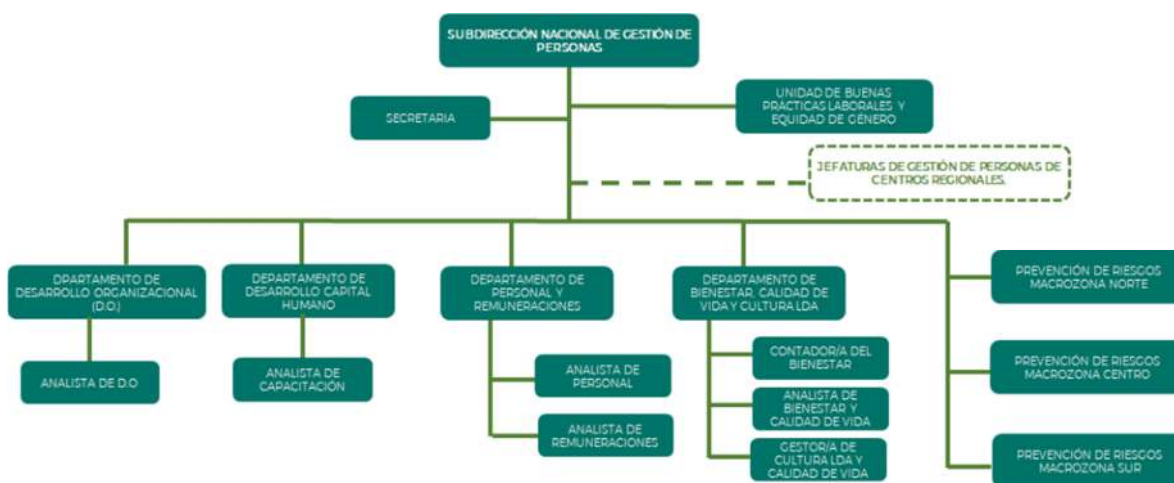 SUBDIRECCIÓN NACIONAL DE GESTIÓN DE
PERSONAS
SECRETARIA
UNIDAD DE BUENAS
PRÁCTICAS LABORALES Y
EQUIDAD DE GÉNERO
JEFATURAS DE GESTIÓN DE PERSONAS DE
CENTROS REGIONALES.
DPARTAMENTO DE
DESARROLLO ORGANIZACIONAL
(D.O.)
ANALISTA DE D.O
DEPARTAMENTO DE
DESARROLLO CAPITAL
HUMANO
ANALISTA DE
CAPACITACIÓN
DEPARTAMENTO DE
PERSONAL Y
REMUNERACIONES
ANALISTA DE
PERSONAL
ANALISTA DE
REMUNERACIONES
DEPARTAMENTO DE
BIENESTAR, CALIDAD DE
VIDA Y CULTURA LDA
CONTADOR/A DEL
BIENESTAR
ANALISTA DE
BIENESTAR Y
CALIDAD DE VIDA
GESTOR/A DE
CULTURA LDA Y
CALIDAD DE VIDA
PREVENCIÓN DE RIESGOS
MACROZONA NORTE
PREVENCIÓN DE RIESGOS
MACROZONA CENTRO
PREVENCIÓN DE RIESGOS
MACROZONA SUR